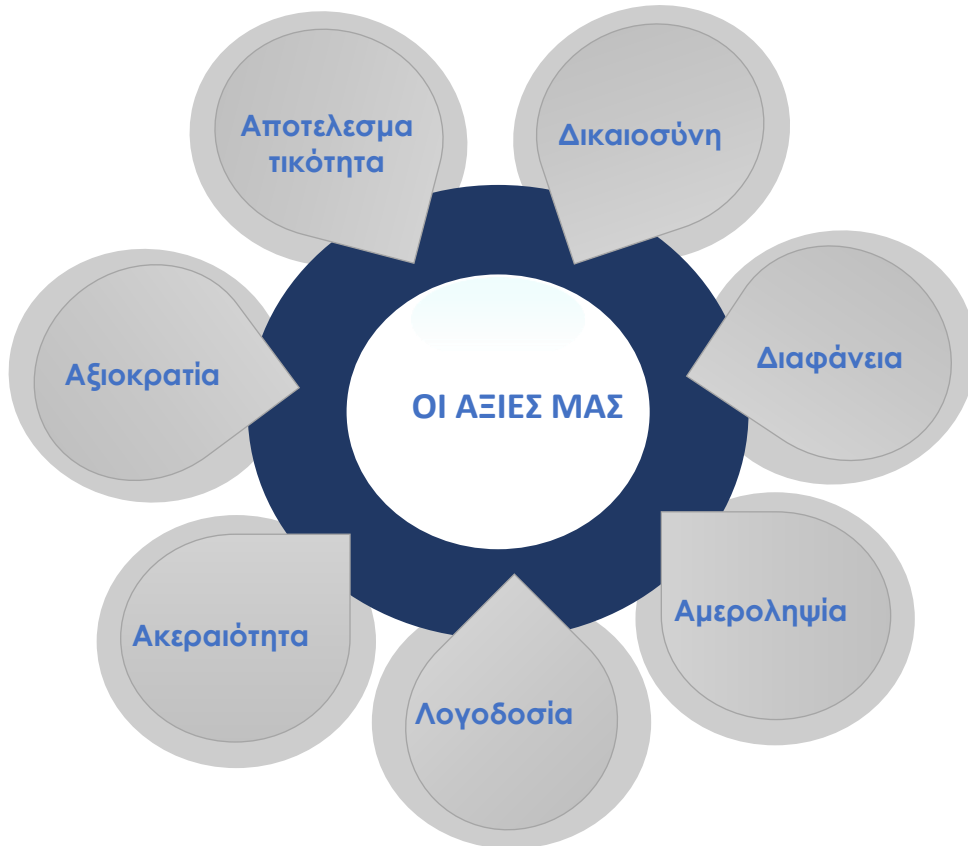 Αποτελεσμα
τικότητα
Δικαιοσύνη
Αξιοκρατία
Διαφάνεια
ΟΙ ΑΞΙΕΣ ΜΑΣ
Ακεραιότητα
Αμεροληψία
Λογοδοσία